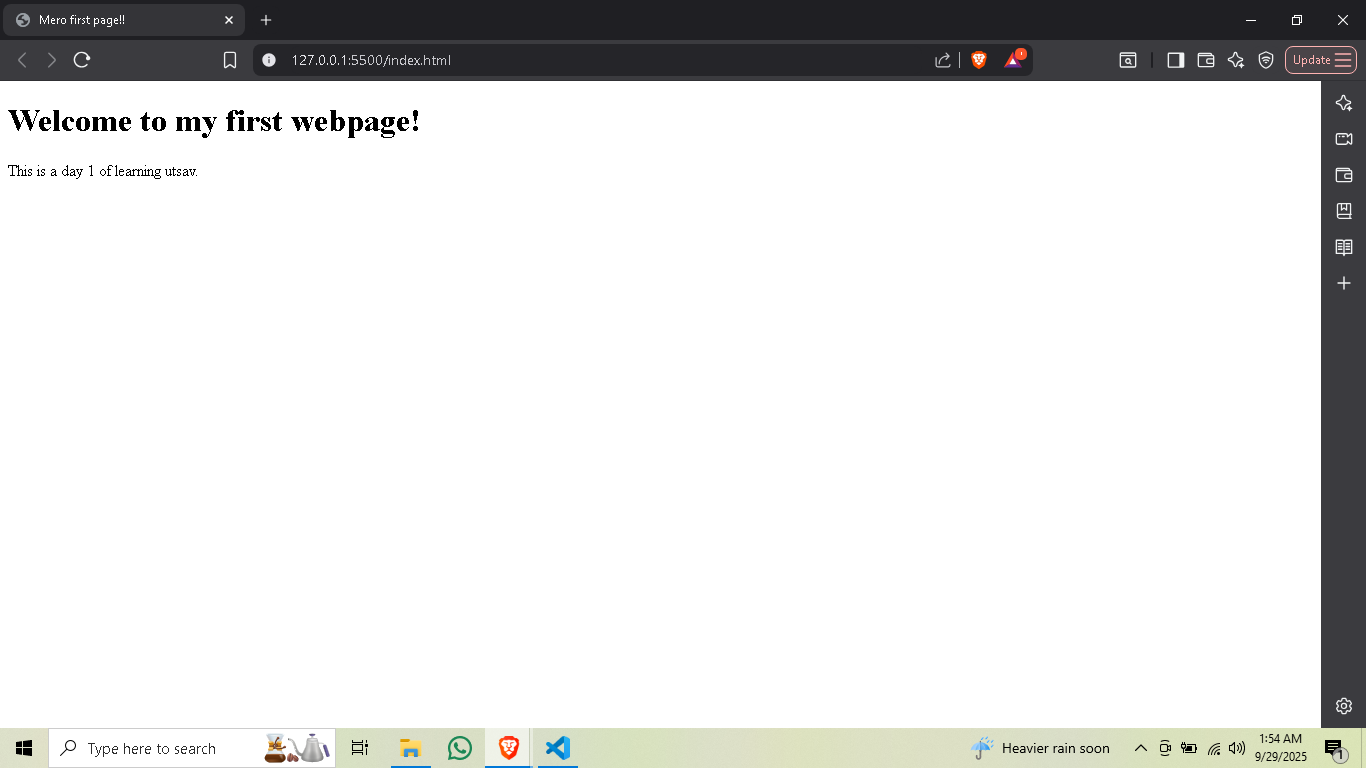 Mero first page!!
127.0.0.1:5500/index.html
Update
Welcome to my first webpage!
This is a day 1 of learning utsav.
Type here to search
Heavier rain soon
1:54 AM
9/29/2025
1